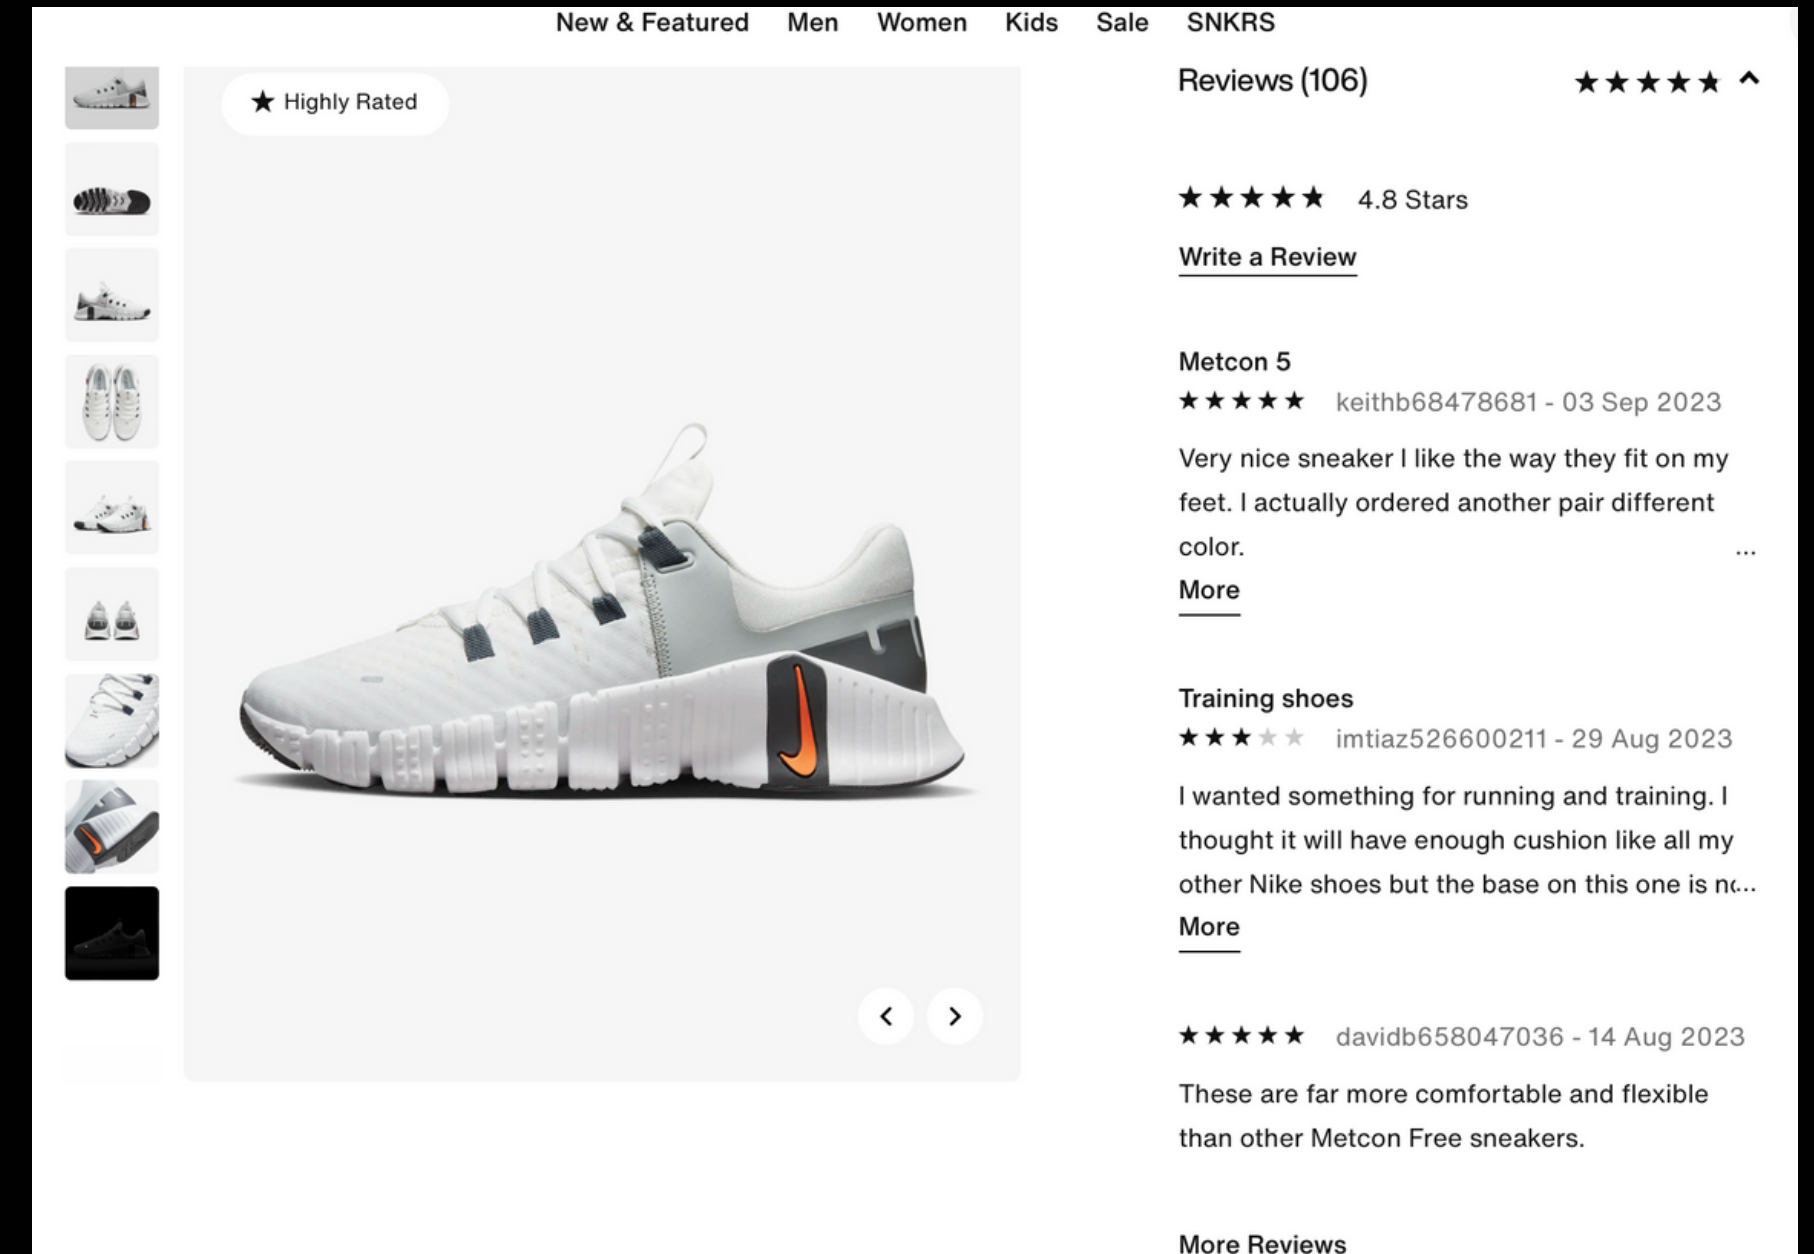 New & Featured Men Women Kids Sale SNKRS
Highly Rated
Reviews (106)
4.8 Stars
Write a Review
Metcon 5
keithb68478681 - 03 Sep 2023
Very nice sneaker I like the way they fit on my
feet. I actually ordered another pair different
color. ...
More
Training shoes
imtiaz526600211 - 29 Aug 2023
I wanted something for running and training. I
thought it will have enough cushion like all my
other Nike shoes but the base on this one is ...
More
davidb658047036 - 14 Aug 2023
These are far more comfortable and flexible
than other Metcon Free sneakers.
More Reviews